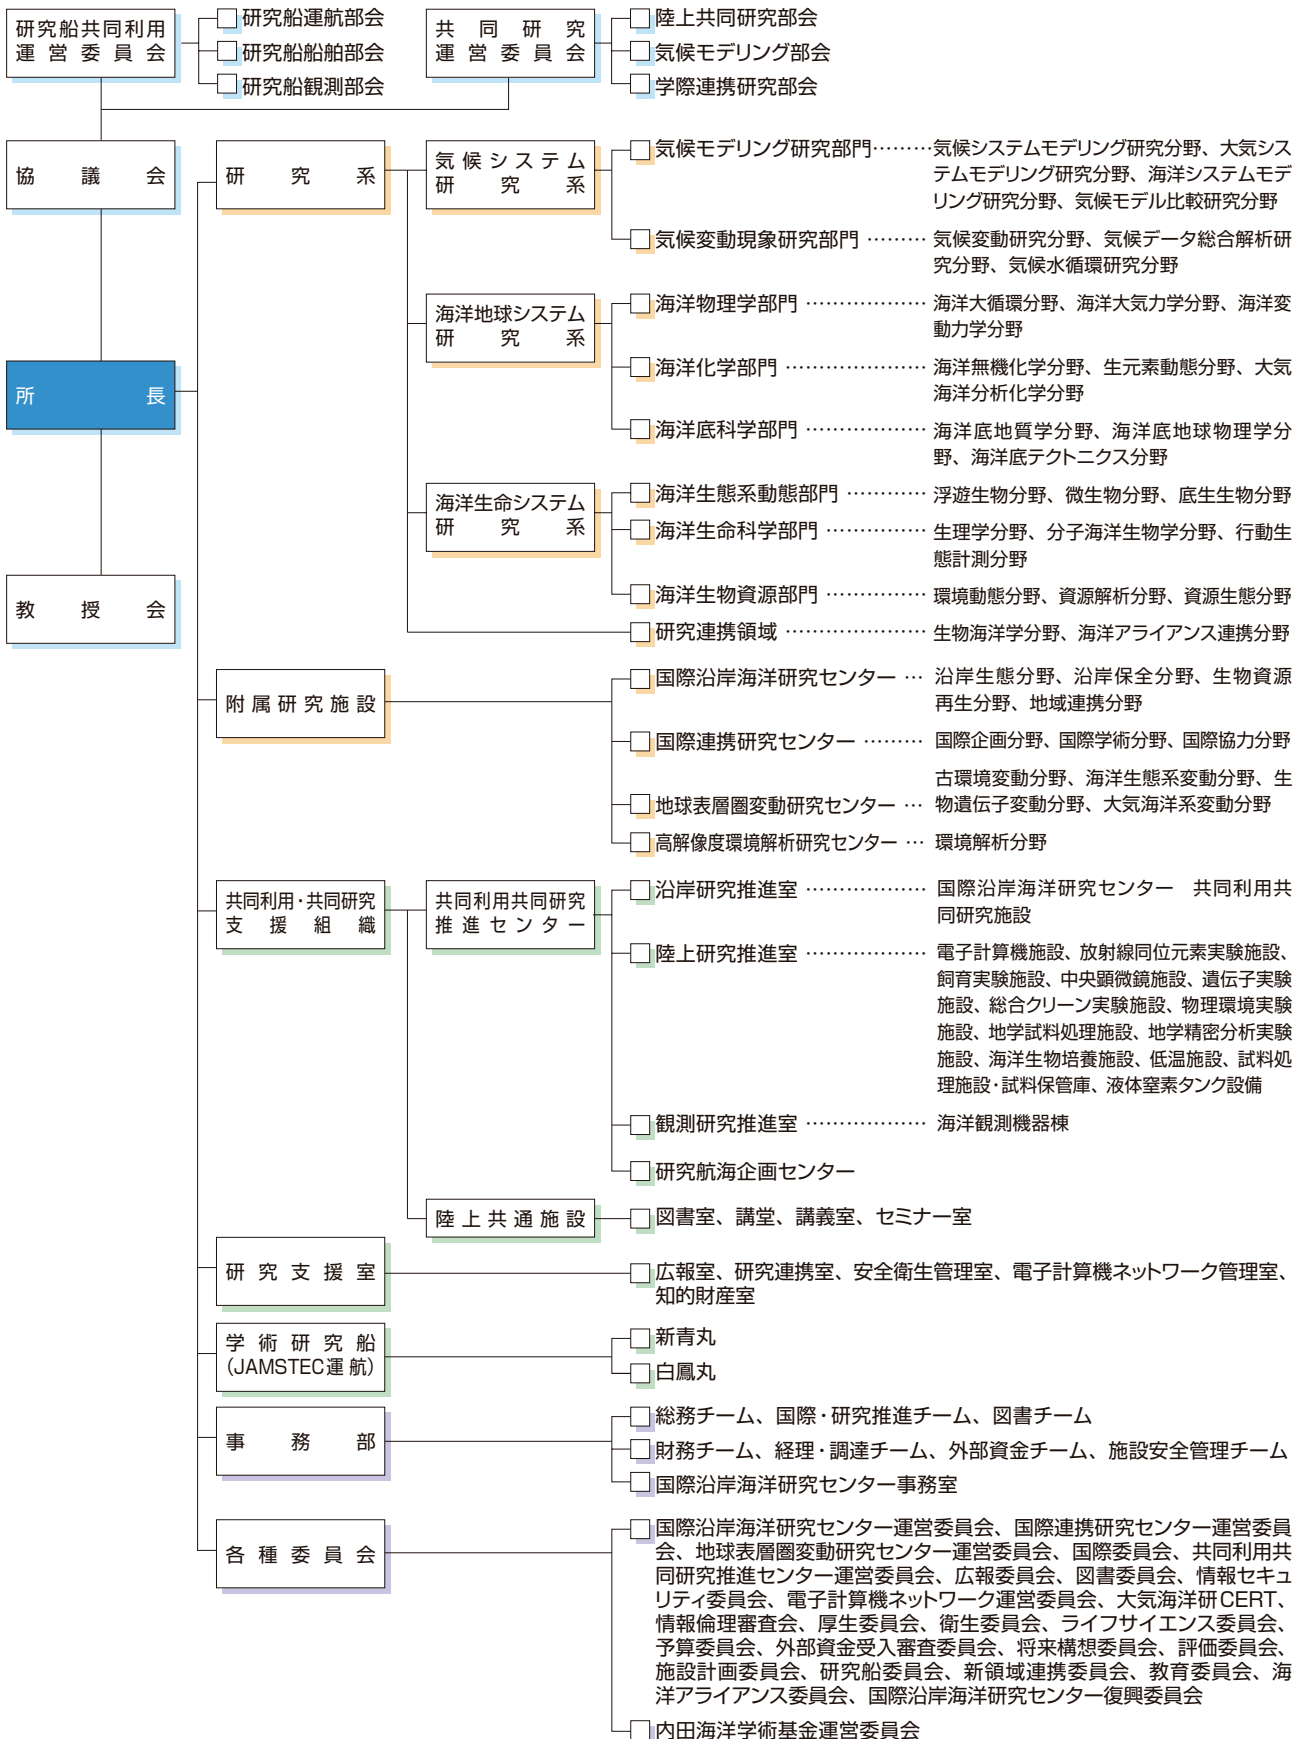 研究船共同利用
運営委員会
研究船運航部会
研究船船舶部会
研究船観測部会
共同研究
運営委員会
陸上共同研究部会
気候モデリング部会
学際連携研究部会
協議会
所長
教授会
研究系
気候システム
研究系
気候モデリング研究部門………気候システムモデリング研究分野、大気シス
テムモデリング研究分野、海洋システムモデ
リング研究分野、気候モデル比較研究分野
気候変動現象研究部門………気候変動研究分野、気候データ総合解析研
究分野、気候水循環研究分野
海洋地球システム
研究系
海洋物理学部門………………海洋大循環分野、海洋大気力学分野、海洋変
動力学分野
海洋化学部門…………………海洋無機化学分野、生元素動態分野、大気
海洋分析化学分野
海洋底科学部門………………海洋底地質学分野、海洋底地球物理学分
野、海洋底テクトニクス分野
海洋生命システム
研究系
海洋生態系動態部門…………浮遊生物分野、微生物分野、底生生物分野
海洋生命科学部門……………生理学分野、分子海洋生物学分野、行動生
態計測分野
海洋生物資源部門……………環境動態分野、資源解析分野、資源生態分野
研究連携領域…………………生物海洋学分野、海洋アライアンス連携分野
附属研究施設
国際沿岸海洋研究センター…沿岸生態分野、沿岸保全分野、生物資源
再生分野、地域連携分野
国際連携研究センター………国際企画分野、国際学術分野、国際協力分野
古環境変動分野、海洋生態系変動分野、生
地球表層圏変動研究センター…物遺伝子変動分野、大気海洋系変動分野
高解像度環境解析研究センター…環境解析分野
共同利用・共同研究
支援組織
共同利用共同研究
推進センター
沿岸研究推進室………………国際沿岸海洋研究センター　共同利用共
同研究施設
陸上研究推進室………………電子計算機施設、放射線同位元素実験施設、
飼育実験施設、中央顕微鏡施設、遺伝子実験
施設、総合クリーン実験施設、物理環境実験
施設、地学試料処理施設、地学精密分析実験
施設、海洋生物培養施設、低温施設、試料処
理施設・試料保管庫、液体窒素タンク設備
観測研究推進室………………海洋観測機器棟
研究航海企画センター
陸上共通施設
図書室、講堂、講義室、セミナー室
研究支援室
広報室、研究連携室、安全衛生管理室、電子計算機ネットワーク管理室、
知的財産室
学術研究船
(JAMSTEC運航)
新青丸
白鳳丸
事務部
総務チーム、国際・研究推進チーム、図書チーム
財務チーム、経理・調達チーム、外部資金チーム、施設安全管理チーム
国際沿岸海洋研究センター事務室
各種委員会
国際沿岸海洋研究センター運営委員会、国際連携研究センター運営委員
会、地球表層圏変動研究センター運営委員会、国際委員会、共同利用共
同研究推進センター運営委員会、広報委員会、図書委員会、情報セキュ
リティ委員会、電子計算機ネットワーク運営委員会、大気海洋研CERT、
情報倫理審査会、厚生委員会、衛生委員会、ライフサイエンス委員会、
予算委員会、外部資金受入審査委員会、将来構想委員会、評価委員会、
施設計画委員会、研究船委員会、新領域連携委員会、教育委員会、海
洋アライアンス委員会、国際沿岸海洋研究センター復興委員会
内田海洋学術基金運営委員会